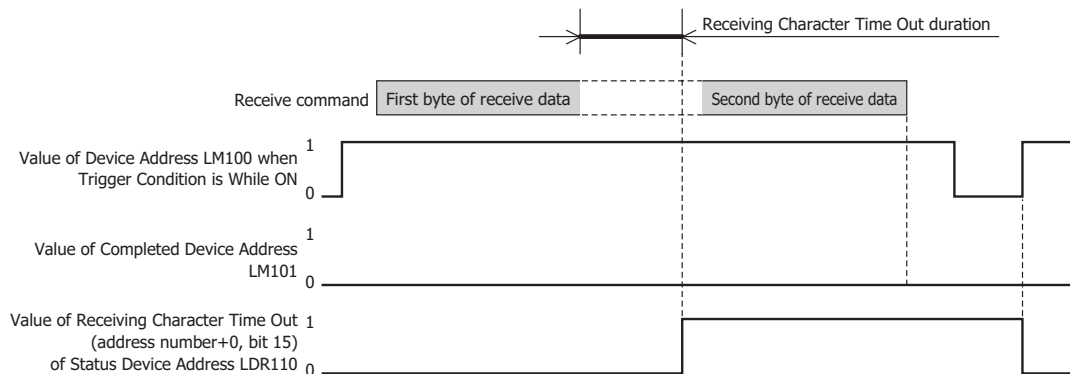 Receiving Character Time Out duration
Receive command
First byte of receive data
Second byte of receive data
Value of Device Address LM100 when
Trigger Condition is While ON
1
0
Value of Completed Device Address
LM101
1
0
Value of Receiving Character Time Out
(address number+0, bit 15)
of Status Device Address LDR110
1
0